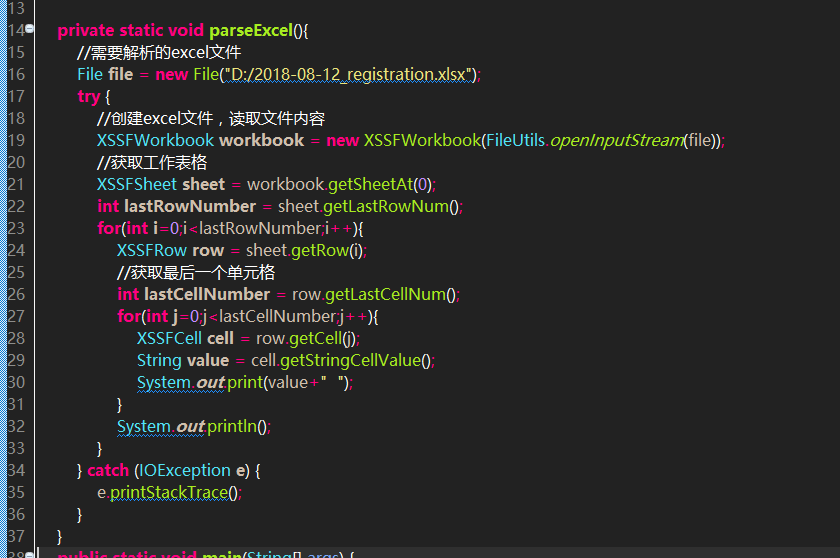 13
14 private static void parseExcel(){
15 //需要解析的excel文件
16 File file = new File("D:/2018-08-12_registration.xlsx");
17 try {
18 //创建excel文件，读取文件内容
19 XSSFWorkbook workbook = new XSSFWorkbook(FileUtils.openInputStream(file));
20 //获取工作表格
21 XSSFSheet sheet = workbook.getSheetAt(0);
22 int lastRowNumber = sheet.getLastRowNum();
23 for(int i=0;i<lastRowNumber;i++){
24 XSSFRow row = sheet.getRow(i);
25 //获取最后一个单元格
26 int lastCellNumber = row.getLastCellNum();
27 for(int j=0;j<lastCellNumber;j++){
28 XSSFCell cell = row.getCell(j);
29 String value = cell.getStringCellValue();
30 System.out.print(value+"  ");
31 }
32 System.out.println();
33 }
34 } catch (IOException e) {
35 e.printStackTrace();
36 }
37 }
38 public static void main(String[] args) {